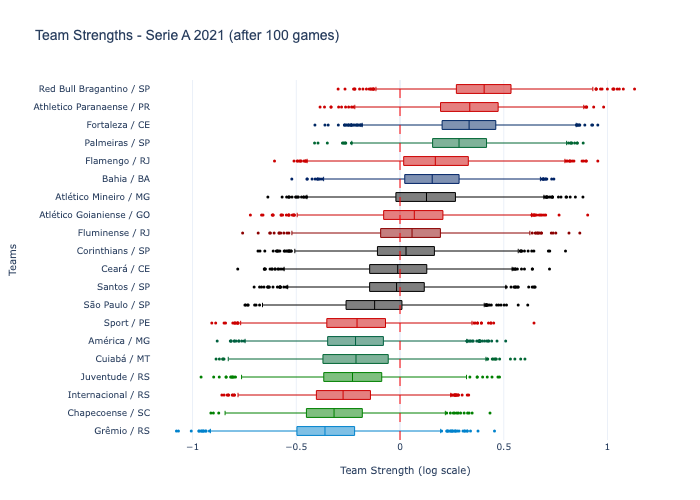 Team Strengths - Serie A 2021 (after 100 games)
Red Bull Bragantino / SP
Athletico Paranaense / PR
Fortaleza / CE
Palmeiras / SP
Flamengo / RJ
Bahia / BA
Atlético Mineiro / MG
Atlético Goianiense / GO
Fluminense / RJ
Corinthians / SP
Ceará / CE
Santos / SP
São Paulo / SP
Sport / PE
América / MG
Cuiabá / MT
Juventude / RS
Internacional / RS
Chapecoense / SC
Grêmio / RS
Teams
−1 −0.5 0 0.5 1
Team Strength (log scale)